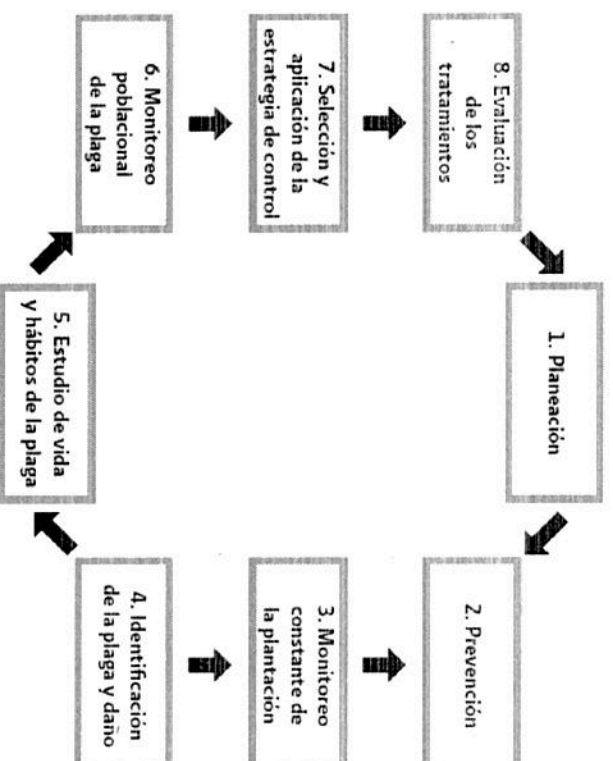 1. Planeación
2. Prevención
3. Monitoreo
constante de
la plantación
4. Identificación
de la plaga y daño
5. Estudio de vida
y hábitos de la plaga
6. Monitoreo
poblacional
de la plaga
7. Selección y
aplicación de la
estrategia de control
8. Evaluación
de los
tratamientos